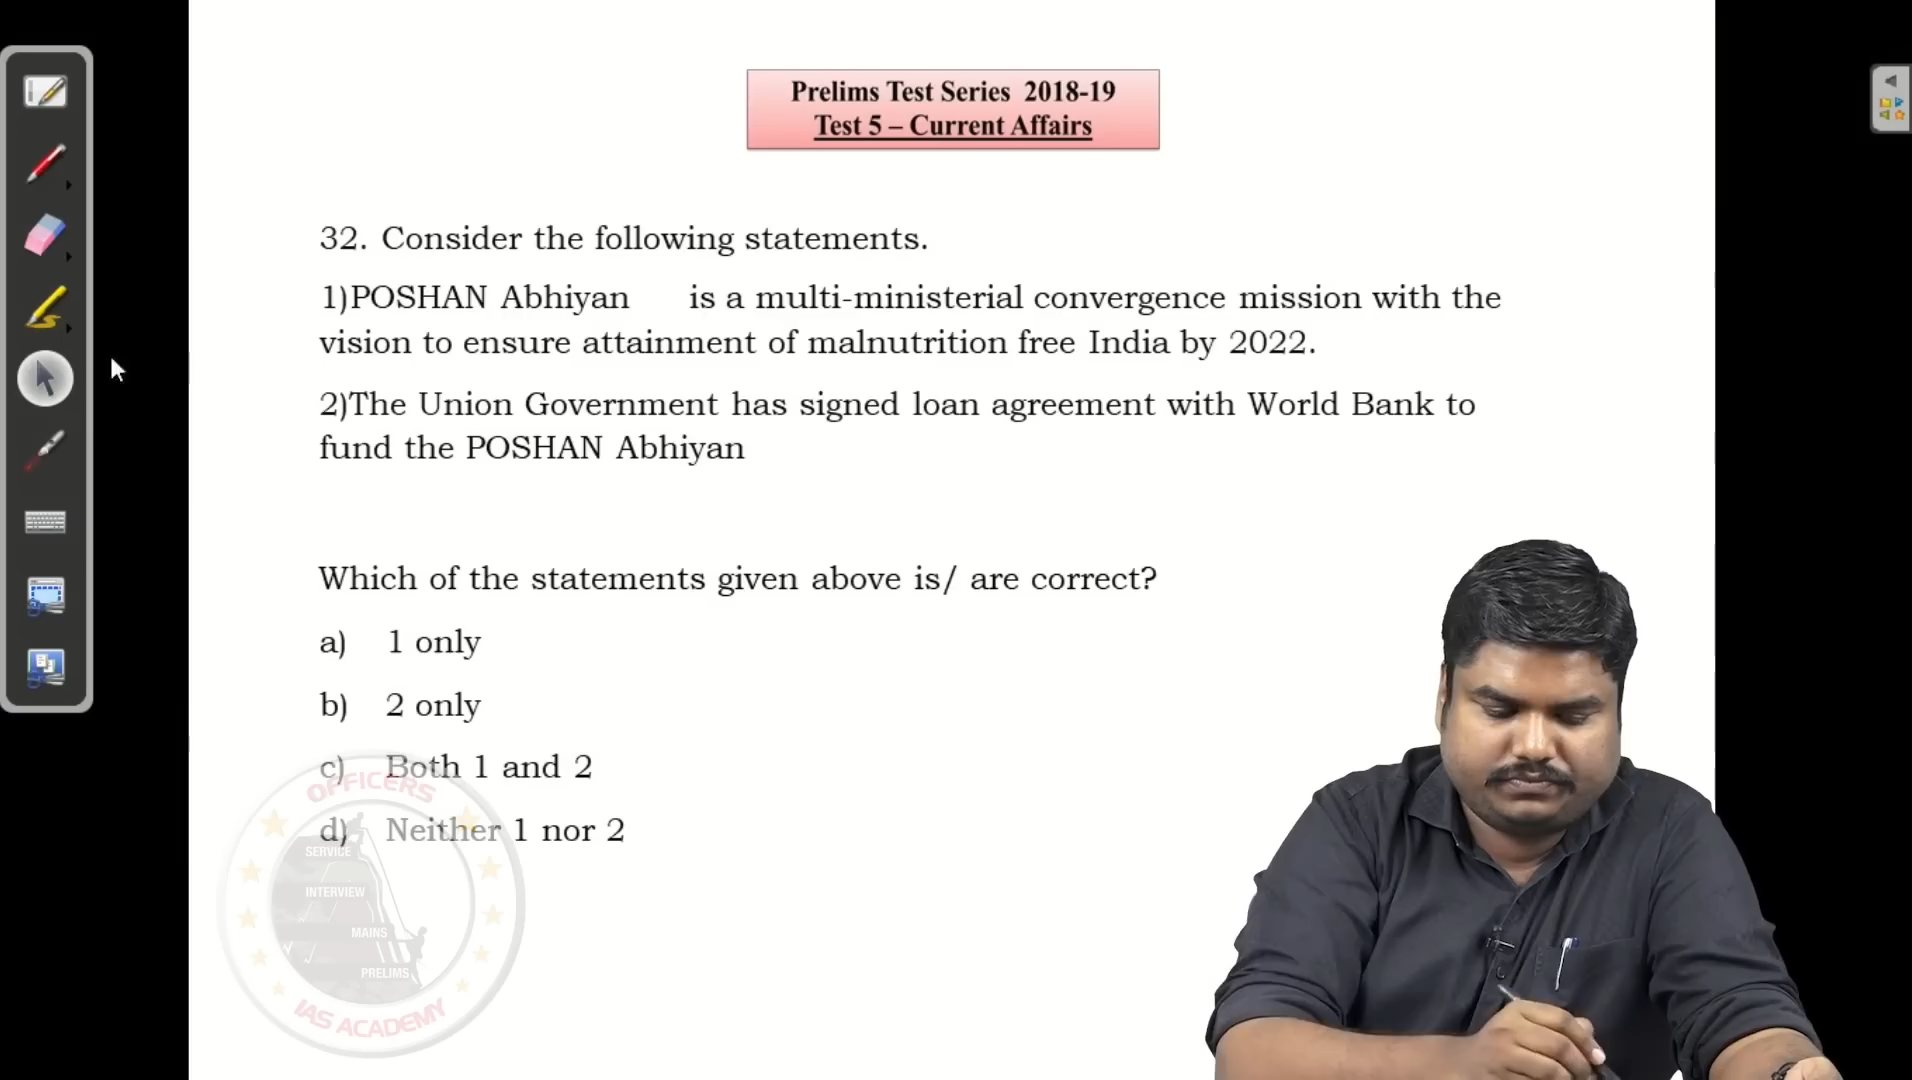 Prelims Test Series 2018-19
Test 5 – Current Affairs
32. Consider the following statements.
1)POSHAN Abhiyan is a multi-ministerial convergence mission with the
vision to ensure attainment of malnutrition free India by 2022.
2)The Union Government has signed loan agreement with World Bank to
fund the POSHAN Abhiyan
Which of the statements given above is/ are correct?
a) 1 only
b) 2 only
c) Both 1 and 2
d) Neither 1 nor 2
OFFICERS
SERVICE
INTERVIEW
MAINS
PRELIMS
IAS ACADEMY